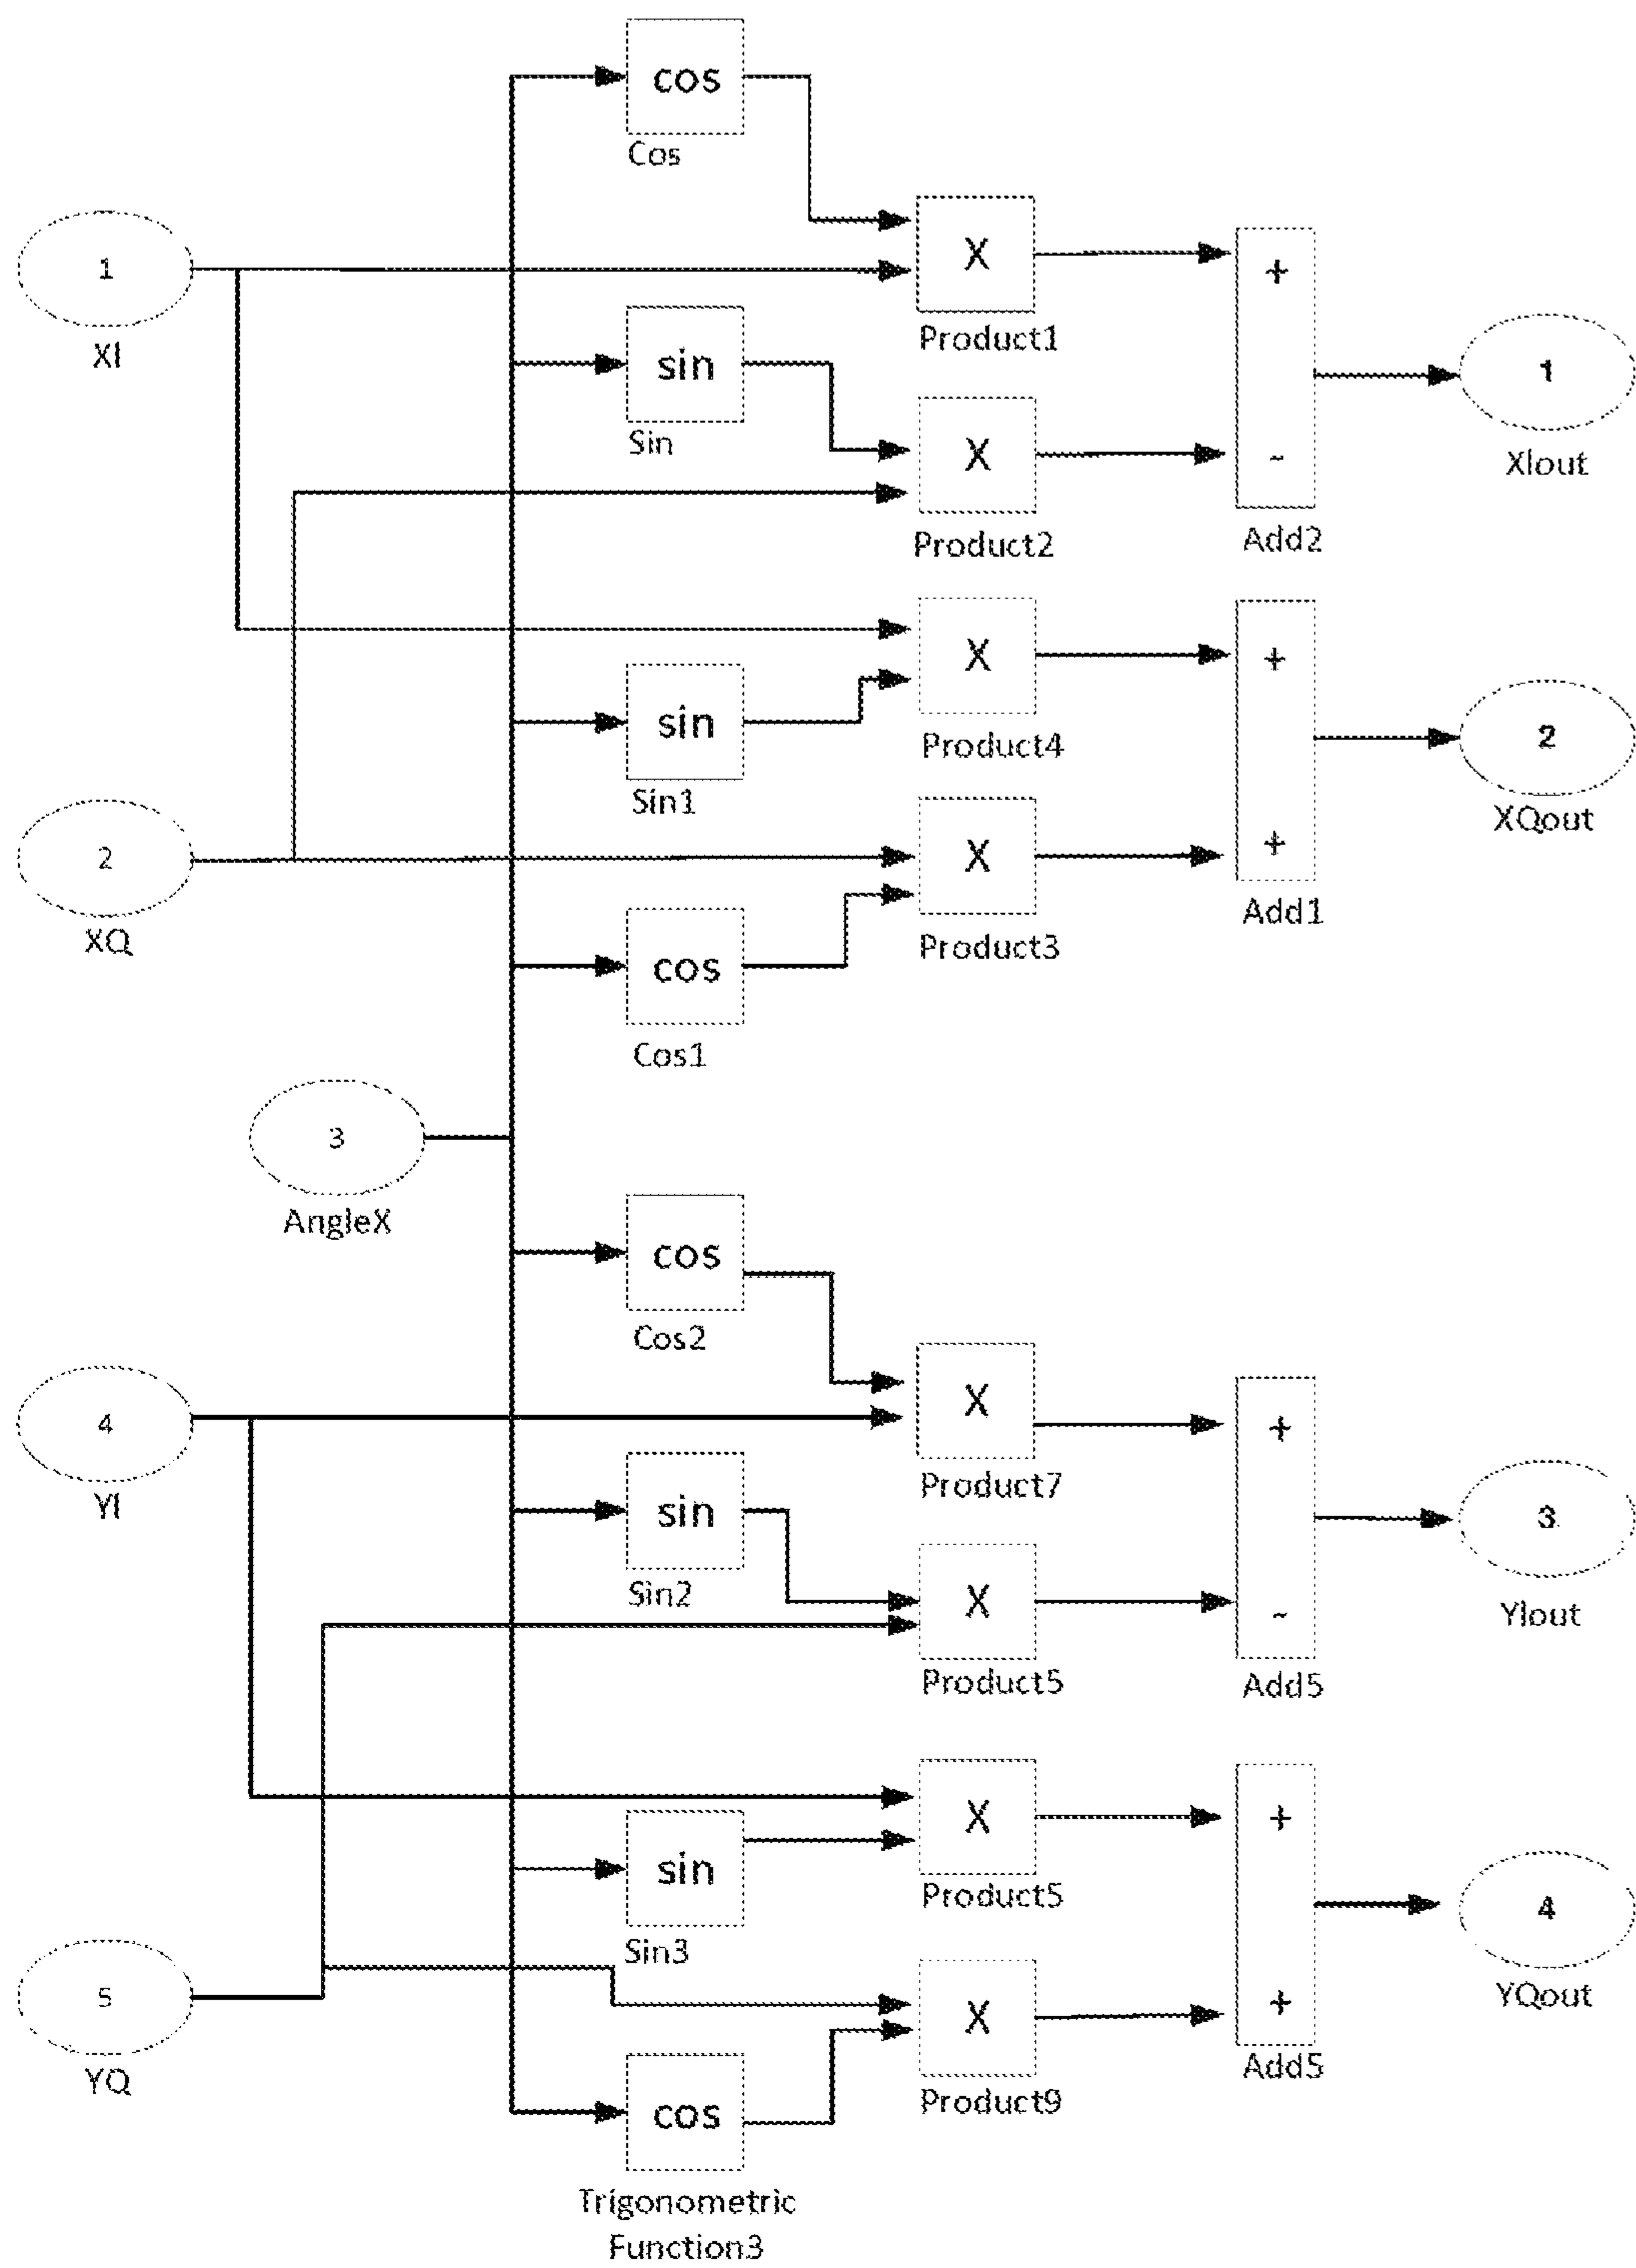 cos
Cos
1
XI
X
Product1
+
sin
Sin
1
XIout
X
Product2
-
Add2
X
Product4
+
sin
Sin1
2
XQout
2
XQ
X
Product3
+
Add1
cos
Cos1
3
AngleX
cos
Cos2
4
YI
X
Product7
+
sin
Sin2
3
YIout
X
Product5
-
Add5
X
Product5
+
sin
Sin3
4
YQout
5
YQ
X
Product9
+
Add5
cos
Trigonometric
Function3